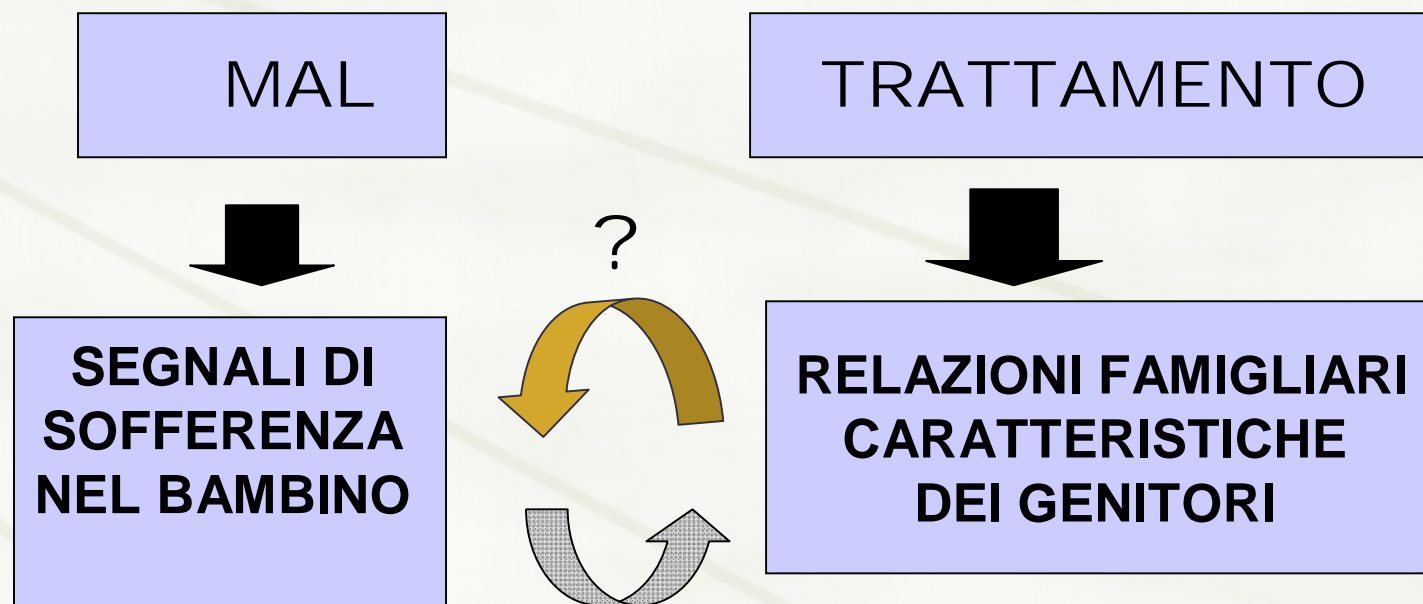 MAL
TRATTAMENTO
?
SEGNALI DI
SOFFERENZA
NEL BAMBINO
RELAZIONI FAMIGLIARI
CARATTERISTICHE
DEI GENITORI